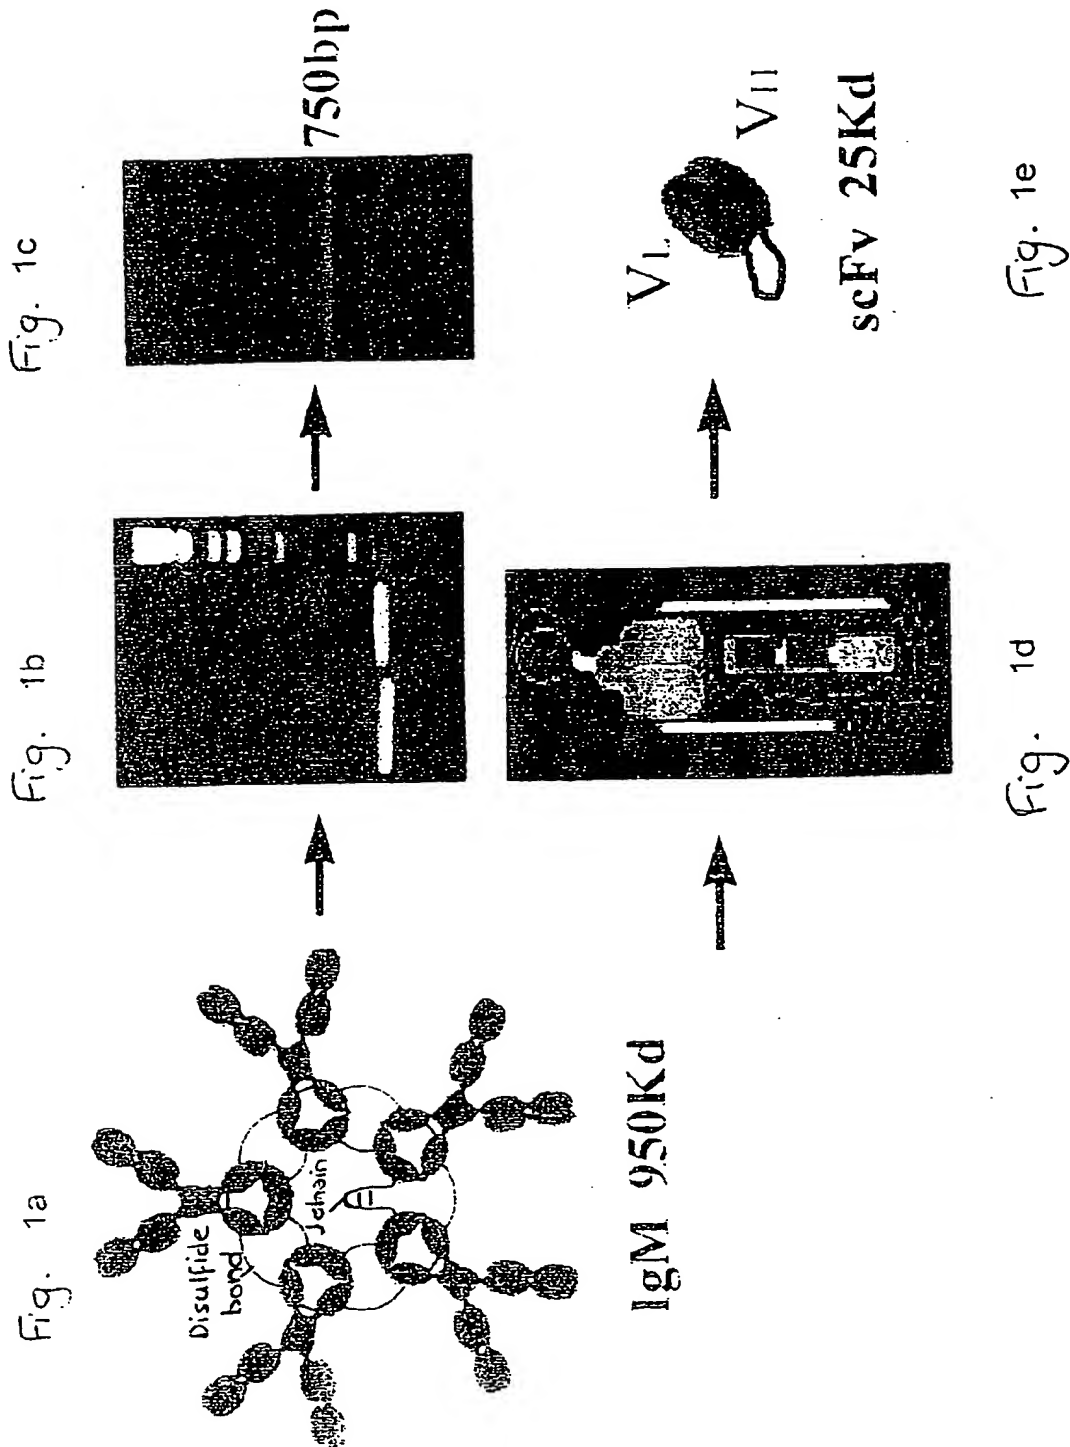 Fig. 1a
Disulfide
bond
Jchain
IgM 950Kd
Fig. 1b
Fig. 1c
750bp
Fig. 1d
VL
VH
scFv 25Kd
Fig. 1e